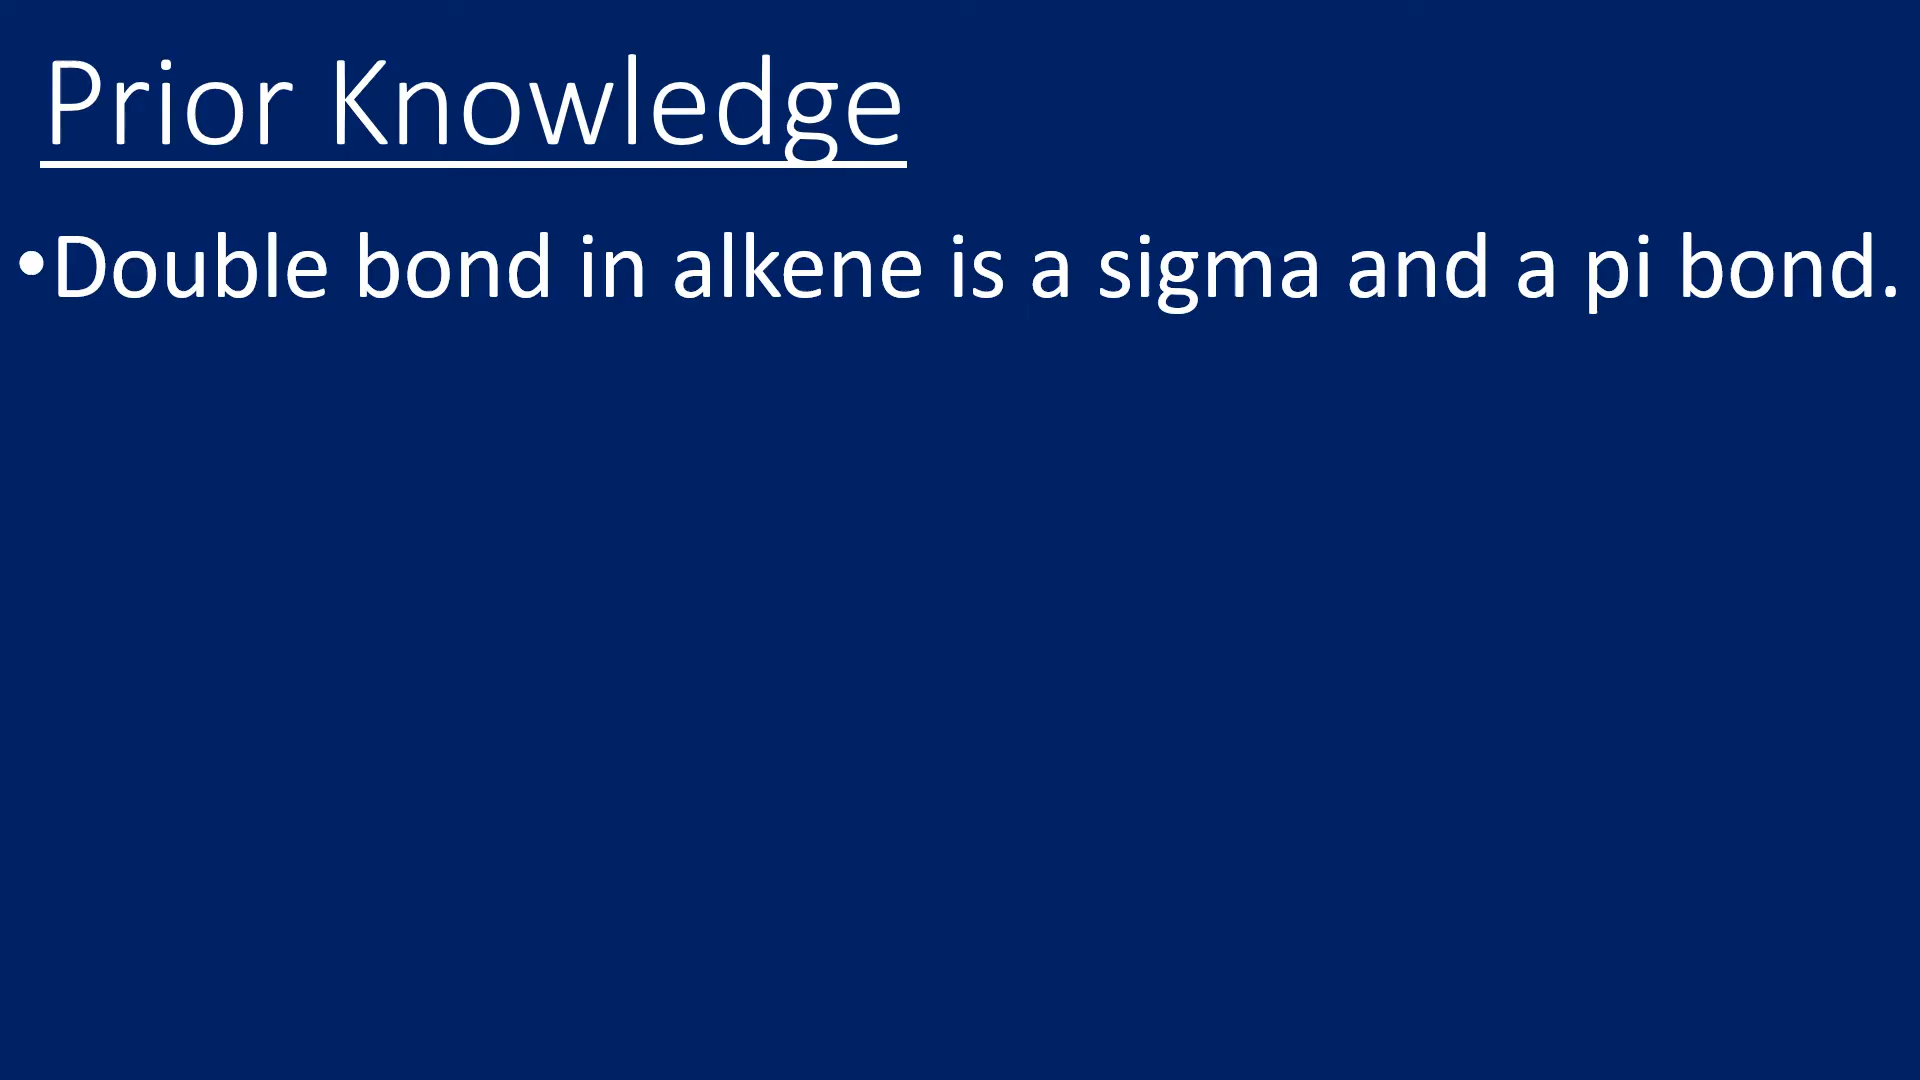 Prior Knowledge
•Double bond in alkene is a sigma and a pi bond.